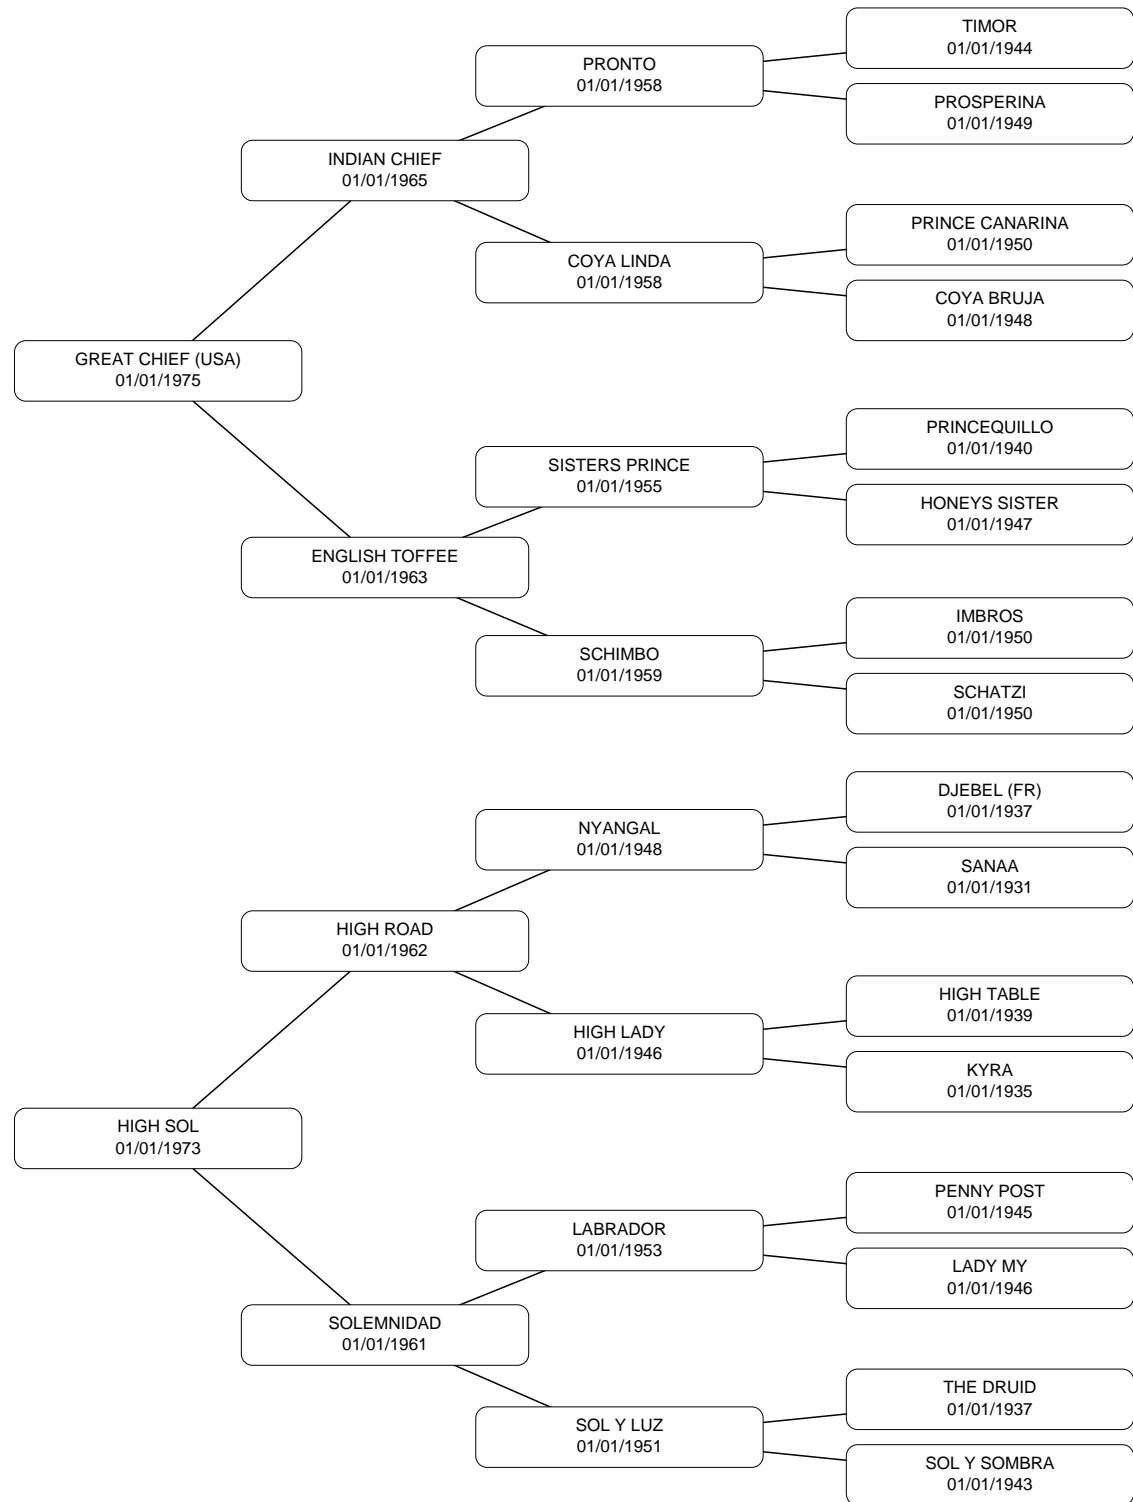 TIMOR
01/01/1944
PRONTO
01/01/1958
PROSPERINA
01/01/1949
INDIAN CHIEF
01/01/1965
PRINCE CANARINA
01/01/1950
COYA LINDA
01/01/1958
COYA BRUJA
01/01/1948
GREAT CHIEF (USA)
01/01/1975
PRINCEQUILLO
01/01/1940
SISTERS PRINCE
01/01/1955
HONEYS SISTER
01/01/1947
ENGLISH TOFFEE
01/01/1963
IMBROS
01/01/1950
SCHIMBO
01/01/1959
SCHATZI
01/01/1950
DJEBEL (FR)
01/01/1937
NYANGAL
01/01/1948
SANAA
01/01/1931
HIGH ROAD
01/01/1962
HIGH TABLE
01/01/1939
HIGH LADY
01/01/1946
KYRA
01/01/1935
HIGH SOL
01/01/1973
PENNY POST
01/01/1945
LABRADOR
01/01/1953
LADY MY
01/01/1946
SOLEMNIDAD
01/01/1961
THE DRUID
01/01/1937
SOL Y LUZ
01/01/1951
SOL Y SOMBRA
01/01/1943